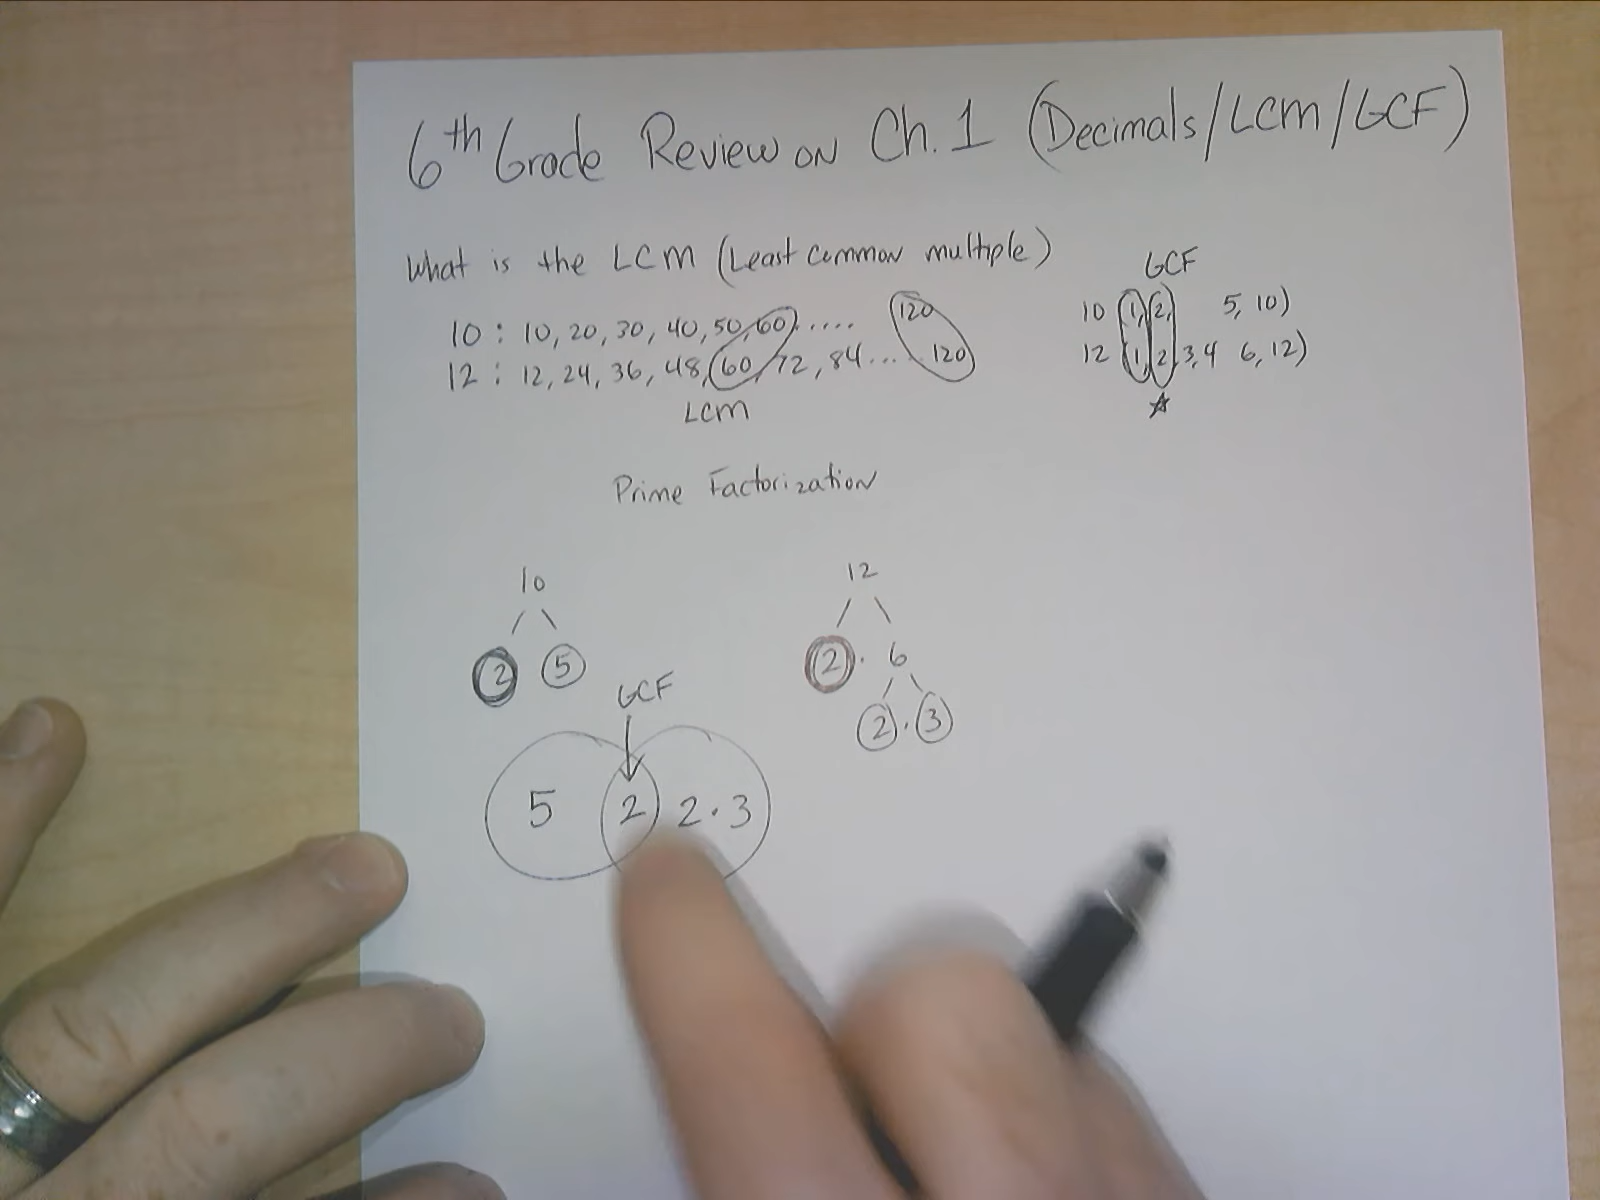 6th Grade Review on Ch. 1 (Decimals/LCM/GCF)
What is the LCM (Least common multiple)
GCF
10 : 10, 20, 30, 40, 50, 60, .... 120
12 : 12, 24, 36, 48, 60, 72, 84... 120
LCM
10 1, 2, 5, 10)
12 1, 2, 3, 4 6, 12)
Prime Factorization
10
2 5
12
2 · 6
2 · 3
GCF
5 2 2 · 3